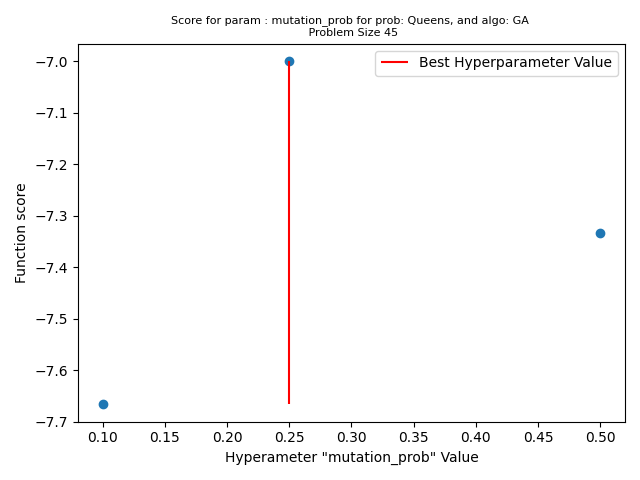 Score for param : mutation_prob for prob: Queens, and algo: GA
Problem Size 45
Best Hyperparameter Value
Function score
−7.0
−7.1
−7.2
−7.3
−7.4
−7.5
−7.6
−7.7
0.10 0.15 0.20 0.25 0.30 0.35 0.40 0.45 0.50
Hyperameter "mutation_prob" Value